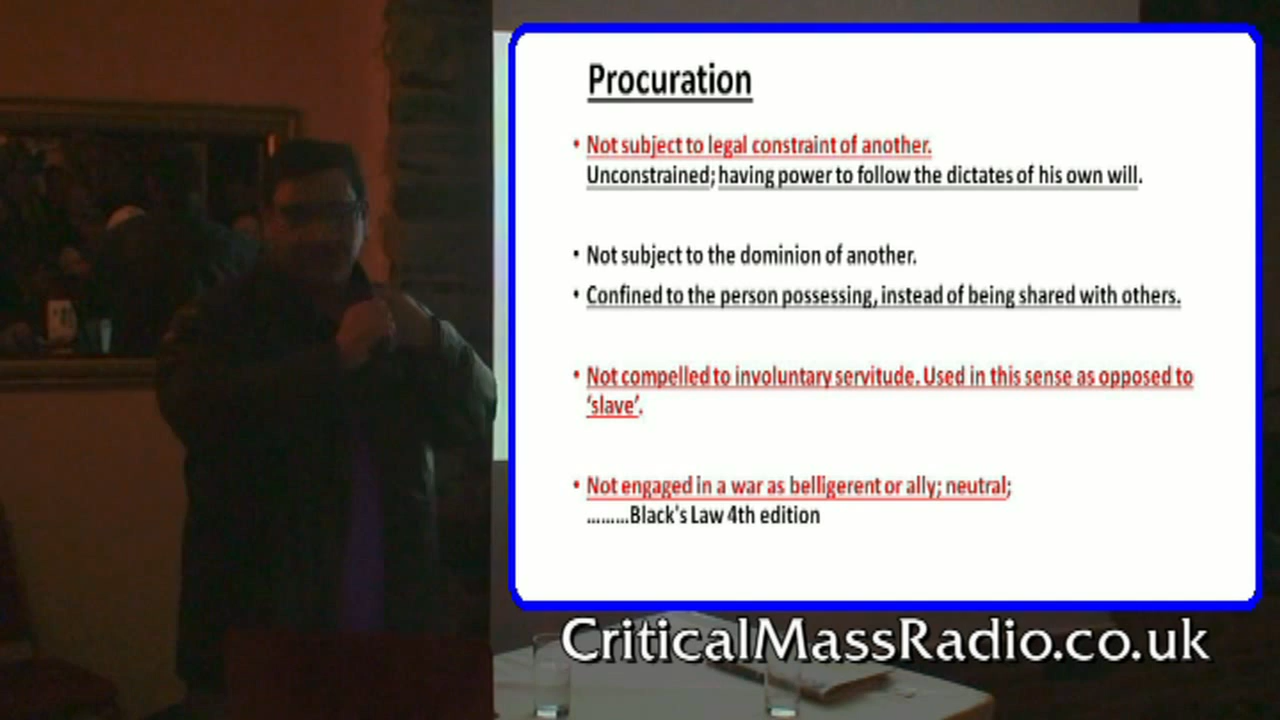 Procuration
• Not subject to legal constraint of another.
Unconstrained; having power to follow the dictates of his own will.
• Not subject to the dominion of another.
• Confined to the person possessing, instead of being shared with others.
• Not compelled to involuntary servitude. Used in this sense as opposed to
‘slave’.
• Not engaged in a war as belligerent or ally; neutral;
.........Black's Law 4th edition
CriticalMassRadio.co.uk